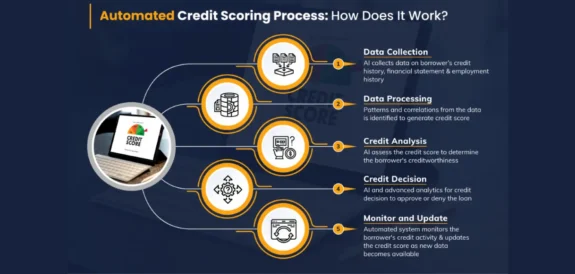 Automated Credit Scoring Process: How Does It Work?
CREDIT
SCORE
1
Data Collection
AI collects data on borrower's credit
history, financial statement & employment
history
2
Data Processing
Patterns and correlations from the data
is identified to generate credit score
3
Credit Analysis
AI assess the credit score to determine
the borrower's creditworthiness
4
Credit Decision
AI and advanced analytics for credit
decision to approve or deny the loan
5
Monitor and Update
Automated system monitors the
borrower's credit activity & updates
the credit score as new data
becomes available